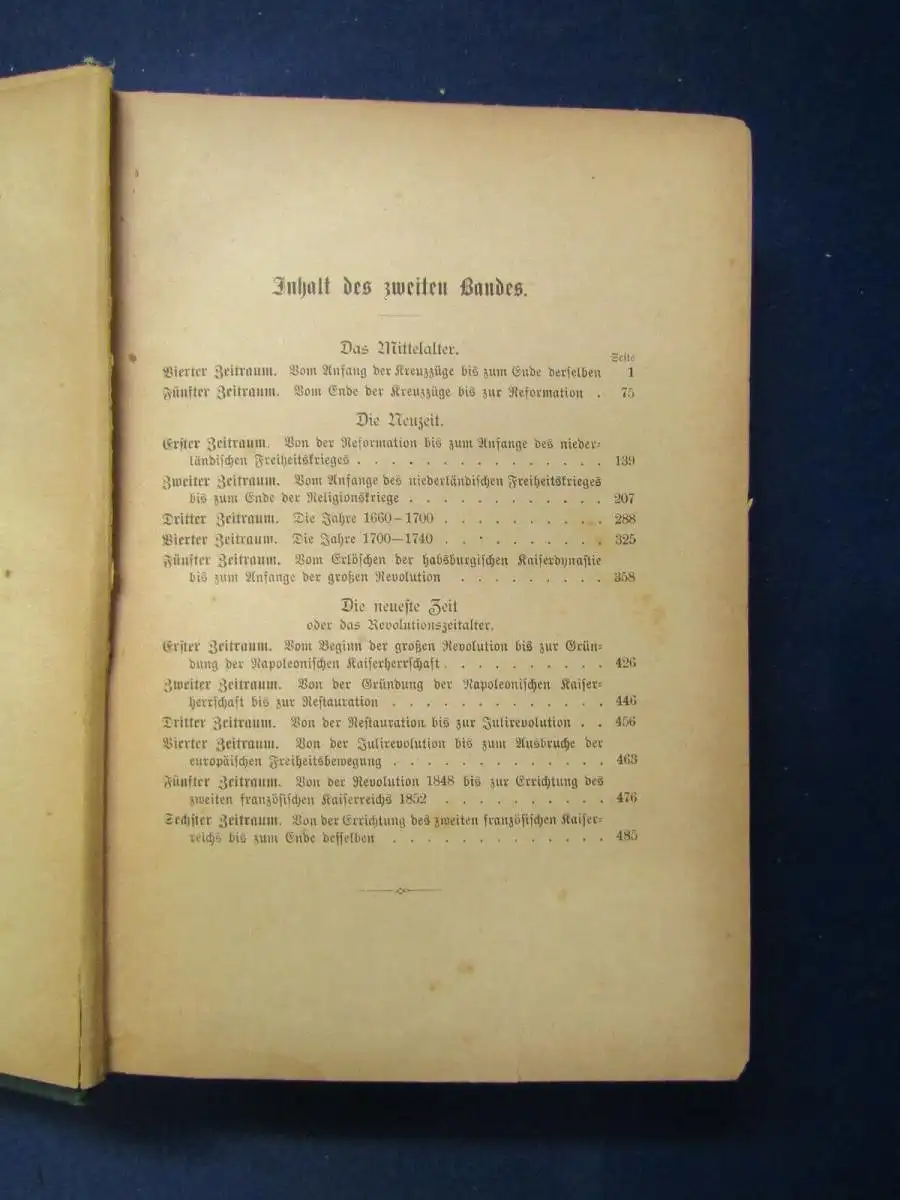 Inhalt des zweiten Bandes.
Das Mittelalter.
Seite
Vierter Zeitraum. Vom Anfang der Kreuzzüge bis zum Ende derselben 1
Fünfter Zeitraum. Vom Ende der Kreuzzüge bis zur Reformation . 75
Die Neuzeit.
Erster Zeitraum. Von der Reformation bis zum Anfange des nieder-
ländischen Freiheitskrieges . . . . . . . . . . . . . . 139
Zweiter Zeitraum. Vom Anfange des niederländischen Freiheitskrieges
bis zum Ende der Religionskriege . . . . . . . . . . . 207
Dritter Zeitraum. Die Jahre 1660–1700 . . . . . . . . . . 288
Vierter Zeitraum. Die Jahre 1700—1740 . . . . . . . . . . 325
Fünfter Zeitraum. Vom Erlöschen der habsburgischen Kaiserdynastie
bis zum Anfange der großen Revolution . . . . . . . . . 358
Die neueste Zeit
oder das Revolutionszeitalter.
Erster Zeitraum. Vom Beginn der großen Revolution bis zur Grün-
dung der Napoleonischen Kaiserherrschaft . . . . . . . . . . 426
Zweiter Zeitraum. Von der Gründung der Napoleonischen Kaiser-
herrschaft bis zur Restauration . . . . . . . . . . . . 446
Dritter Zeitraum. Von der Restauration bis zur Julirevolution . . 456
Vierter Zeitraum. Von der Julirevolution bis zum Ausbruche der
europäischen Freiheitsbewegung . . . . . . . . . . . . 463
Fünfter Zeitraum. Von der Revolution 1848 bis zur Errichtung des
zweiten französischen Kaiserreichs 1852 . . . . . . . . . . 476
Sechster Zeitraum. Von der Errichtung des zweiten französischen Kaiser-
reichs bis zum Ende desselben . . . . . . . . . . . . 485